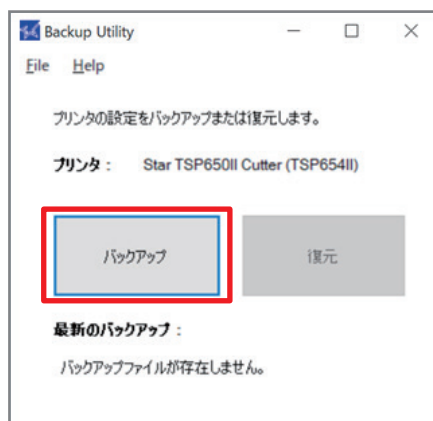 Backup Utility
File Help
プリンタの設定をバックアップまたは復元します。
プリンタ : Star TSP650II Cutter (TSP654II)
バックアップ 復元
最新のバックアップ :
バックアップファイルが存在しません。